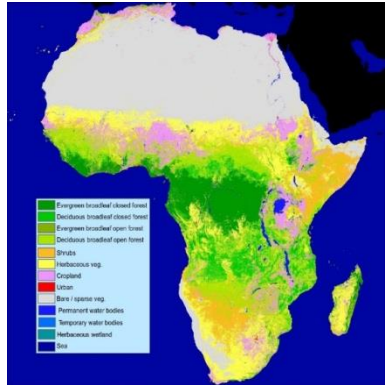 Evergreen broadleaf closed forest
Deciduous broadleaf closed forest
Evergreen broadleaf open forest
Deciduous broadleaf open forest
Shrubs
Herbaceous veg.
Cropland
Urban
Bare / sparse veg.
Permanent water bodies
Temporary water bodies
Herbaceous wetland
Sea